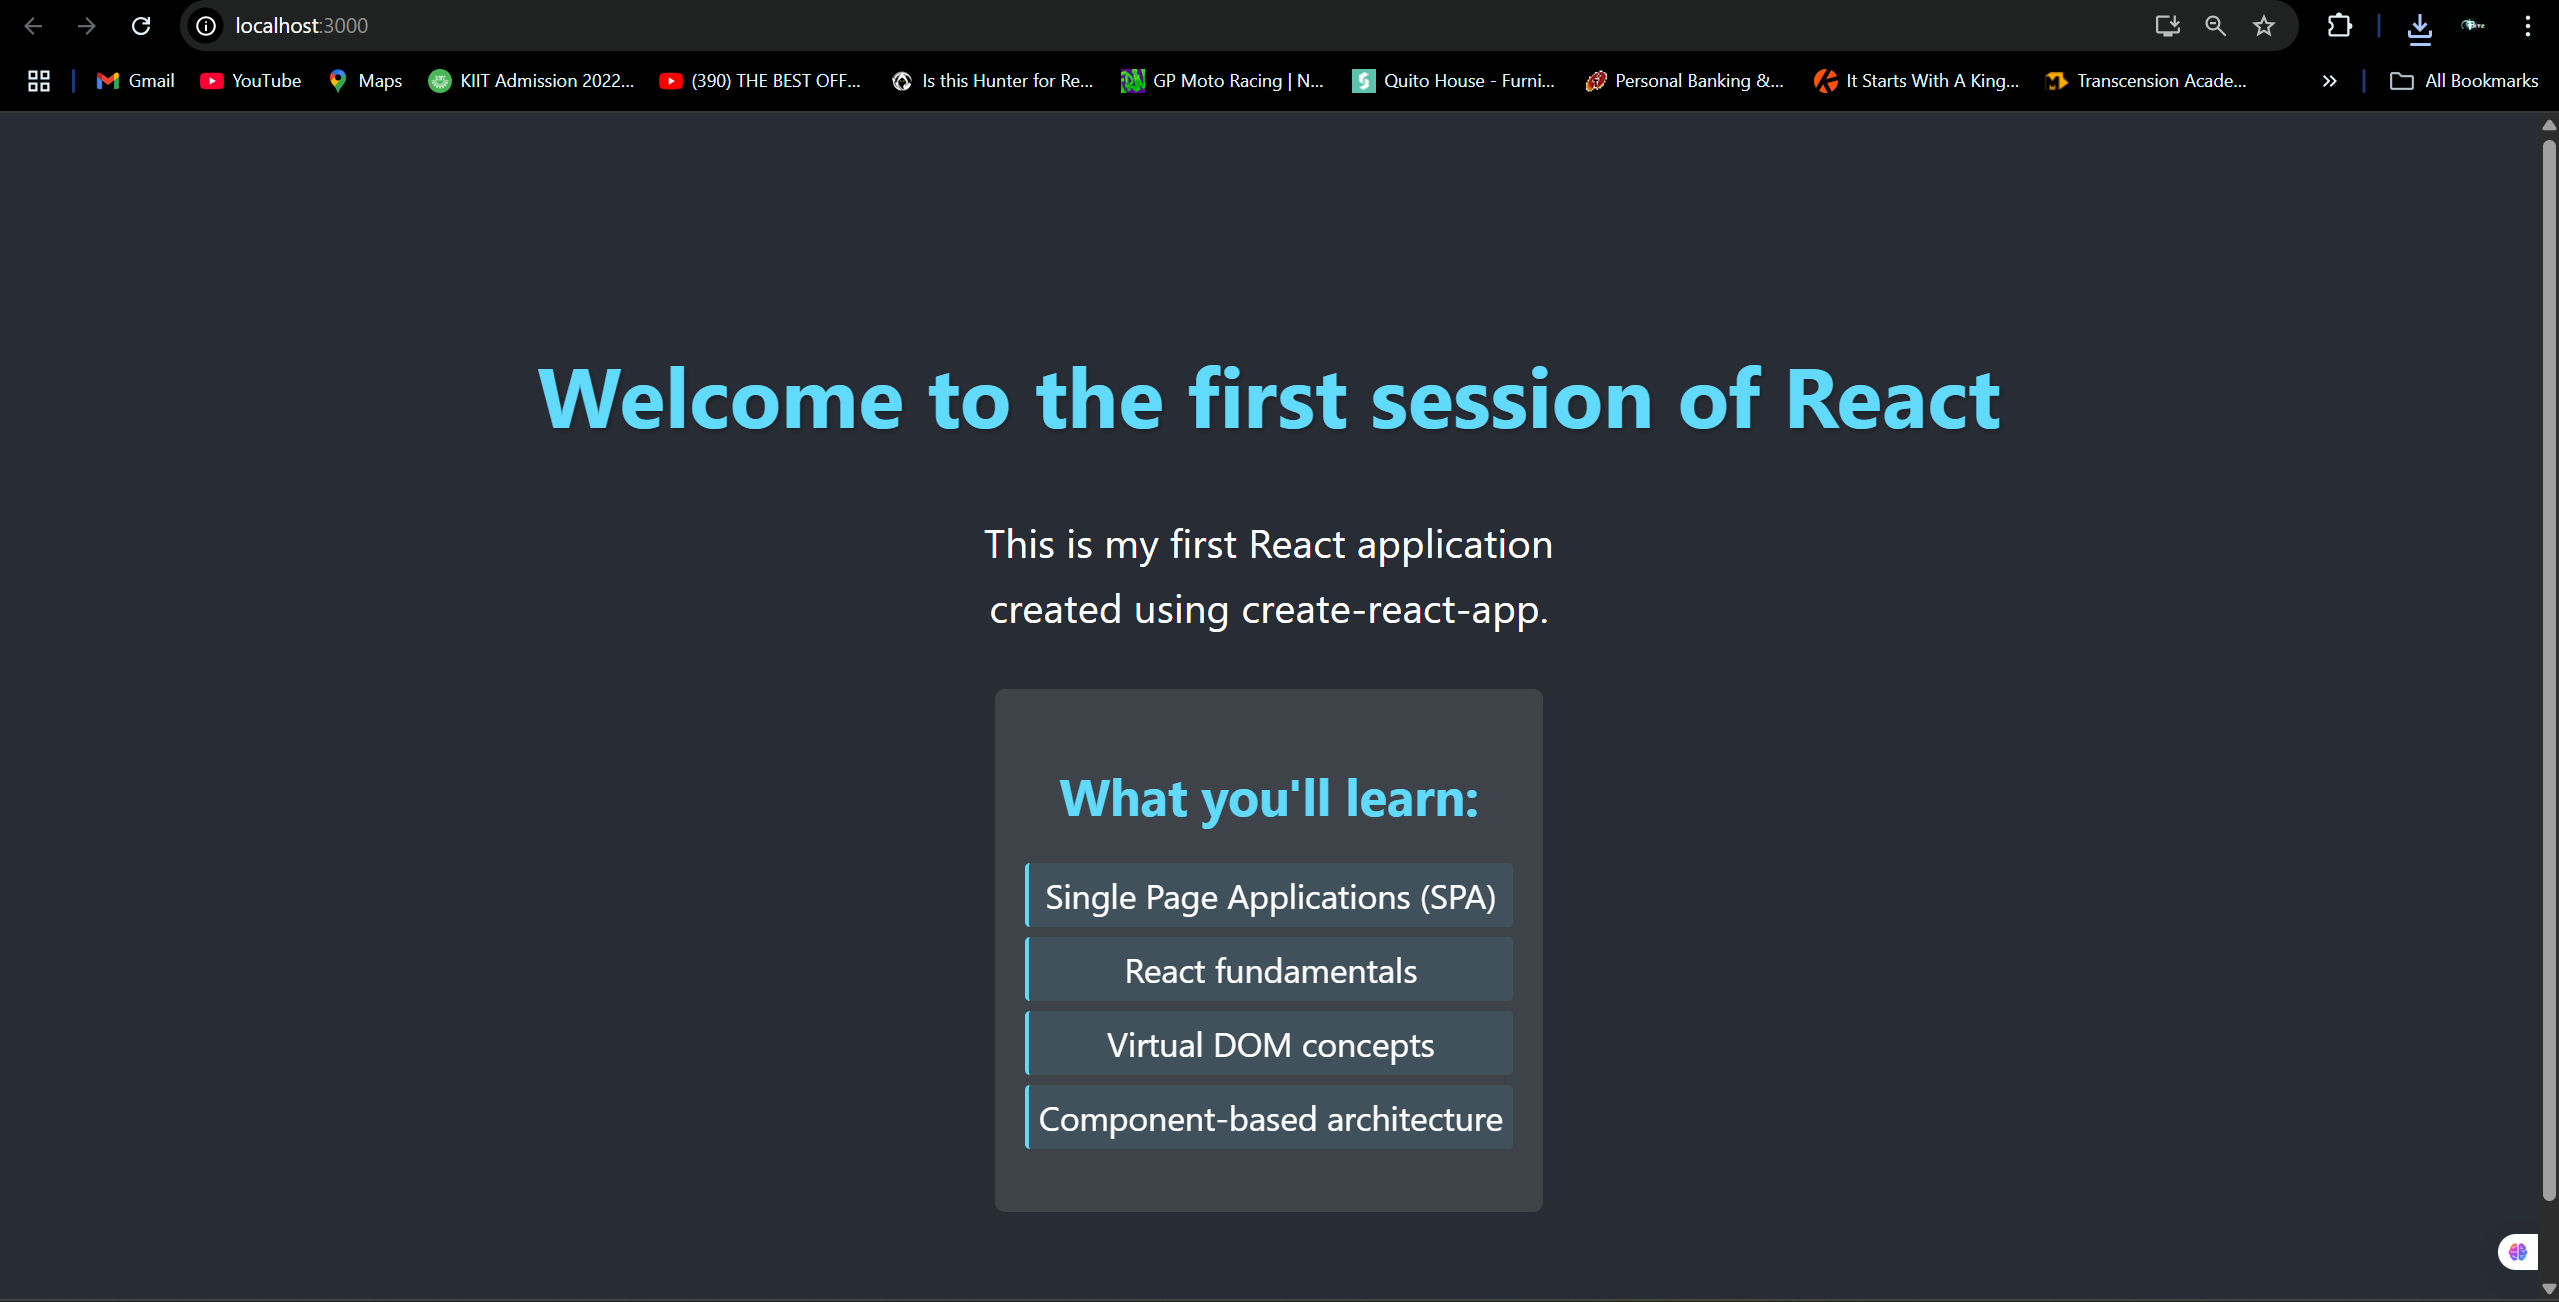 localhost:3000
Gmail
YouTube
Maps
KIIT Admission 2022...
(390) THE BEST OFF...
Is this Hunter for Re...
GP Moto Racing | N...
Quito House - Furni...
Personal Banking &...
It Starts With A King...
Transcension Acade...
All Bookmarks
Welcome to the first session of React
This is my first React application
created using create-react-app.
What you'll learn:
Single Page Applications (SPA)
React fundamentals
Virtual DOM concepts
Component-based architecture